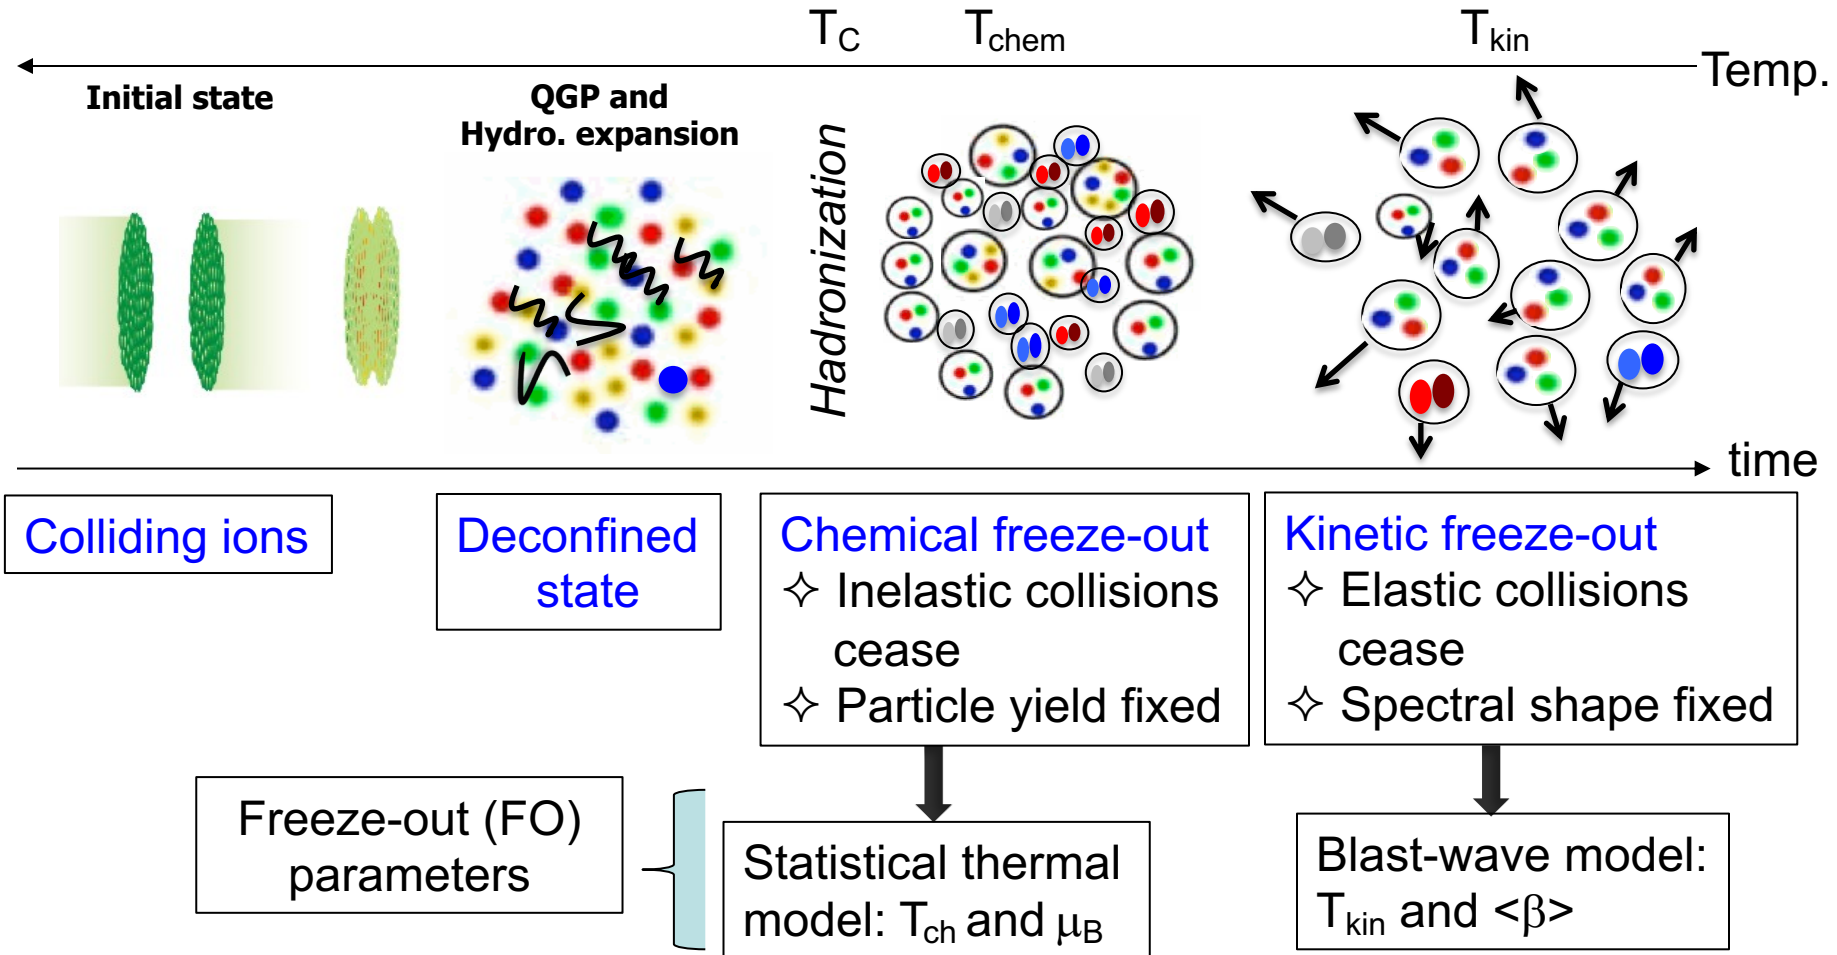 T_C T_chem T_kin
Temp.
Initial state
QGP and
Hydro. expansion
Hadronization
time
Colliding ions
Deconfined
state
Chemical freeze-out
✧ Inelastic collisions
cease
✧ Particle yield fixed
Kinetic freeze-out
✧ Elastic collisions
cease
✧ Spectral shape fixed
Freeze-out (FO)
parameters
Statistical thermal
model: T_ch and μ_B
Blast-wave model:
T_kin and <β>